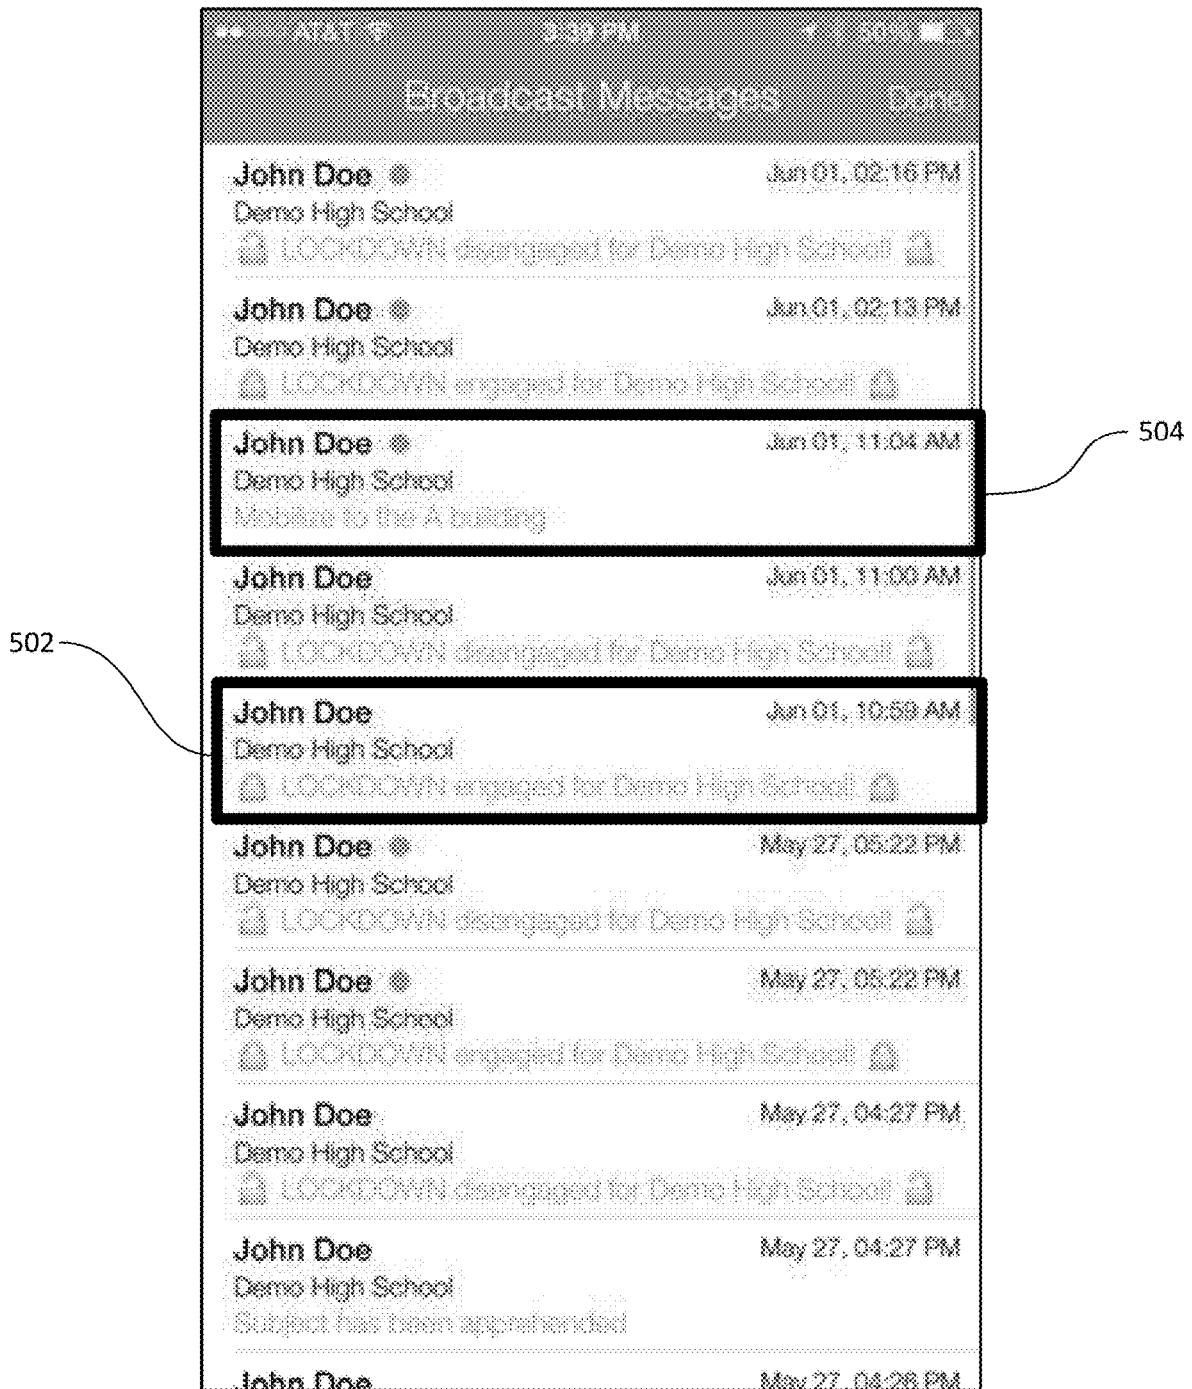 AT&T 3:39 PM 50%
Broadcast Messages Done
John Doe Jun 01, 02:16 PM
Demo High School
LOCKDOWN disengaged for Demo High School!
John Doe Jun 01, 02:13 PM
Demo High School
LOCKDOWN engaged for Demo High School!
John Doe Jun 01, 11:04 AM
504
Demo High School
Mobilize to the A building
John Doe Jun 01, 11:00 AM
Demo High School
502
LOCKDOWN disengaged for Demo High School!
John Doe Jun 01, 10:59 AM
Demo High School
LOCKDOWN engaged for Demo High School!
John Doe May 27, 05:22 PM
Demo High School
LOCKDOWN disengaged for Demo High School!
John Doe May 27, 05:22 PM
Demo High School
LOCKDOWN engaged for Demo High School!
John Doe May 27, 04:27 PM
Demo High School
LOCKDOWN disengaged for Demo High School!
John Doe May 27, 04:27 PM
Demo High School
Subject has been apprehended
John Doe May 27, 04:26 PM